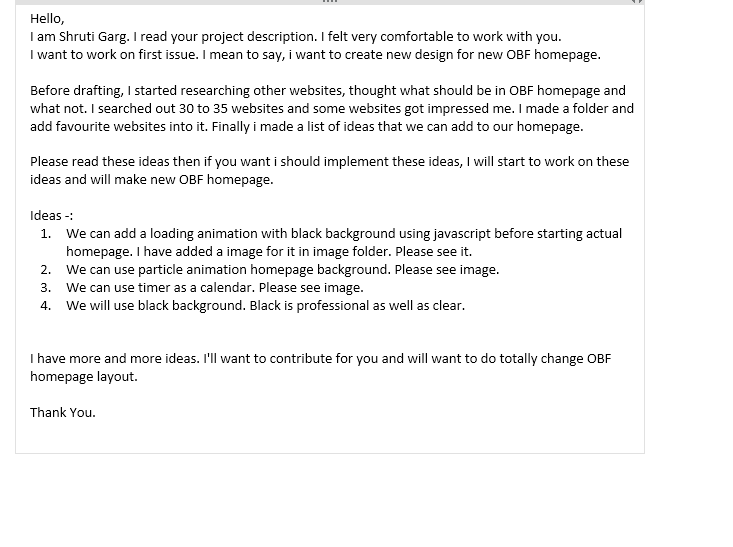 Hello,
I am Shruti Garg. I read your project description. I felt very comfortable to work with you.
I want to work on first issue. I mean to say, i want to create new design for new OBF homepage.
Before drafting, I started researching other websites, thought what should be in OBF homepage and
what not. I searched out 30 to 35 websites and some websites got impressed me. I made a folder and
add favourite websites into it. Finally i made a list of ideas that we can add to our homepage.
Please read these ideas then if you want i should implement these ideas, I will start to work on these
ideas and will make new OBF homepage.
Ideas -:
1. We can add a loading animation with black background using javascript before starting actual
homepage. I have added a image for it in image folder. Please see it.
2. We can use particle animation homepage background. Please see image.
3. We can use timer as a calendar. Please see image.
4. We will use black background. Black is professional as well as clear.
I have more and more ideas. I'll want to contribute for you and will want to do totally change OBF
homepage layout.
Thank You.